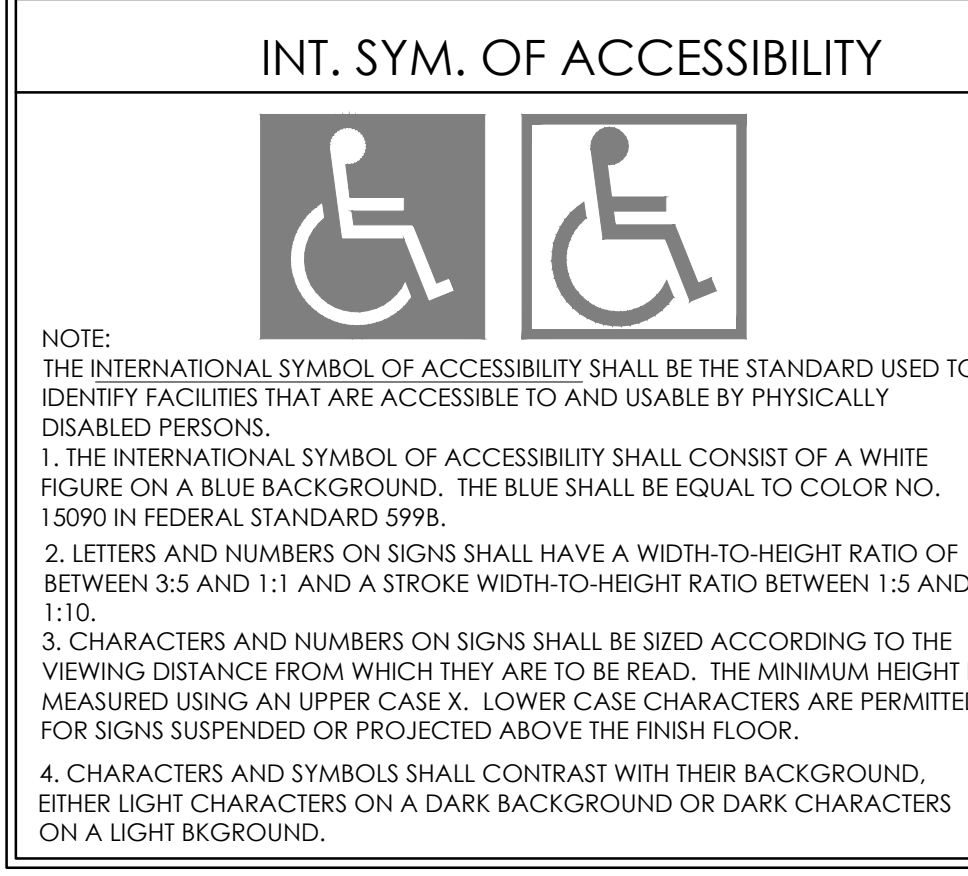 INT. SYM. OF ACCESSIBILITY
NOTE:
THE INTERNATIONAL SYMBOL OF ACCESSIBILITY SHALL BE THE STANDARD USED TO
IDENTIFY FACILITIES THAT ARE ACCESSIBLE TO AND USABLE BY PHYSICALLY
DISABLED PERSONS.
1. THE INTERNATIONAL SYMBOL OF ACCESSIBILITY SHALL CONSIST OF A WHITE
FIGURE ON A BLUE BACKGROUND. THE BLUE SHALL BE EQUAL TO COLOR NO.
15090 IN FEDERAL STANDARD 599B.
2. LETTERS AND NUMBERS ON SIGNS SHALL HAVE A WIDTH-TO-HEIGHT RATIO OF
BETWEEN 3:5 AND 1:1 AND A STROKE WIDTH-TO-HEIGHT RATIO BETWEEN 1:5 AND
1:10.
3. CHARACTERS AND NUMBERS ON SIGNS SHALL BE SIZED ACCORDING TO THE
VIEWING DISTANCE FROM WHICH THEY ARE TO BE READ. THE MINIMUM HEIGHT
MEASURED USING AN UPPER CASE X. LOWER CASE CHARACTERS ARE PERMITTED
FOR SIGNS SUSPENDED OR PROJECTED ABOVE THE FINISH FLOOR.
4. CHARACTERS AND SYMBOLS SHALL CONTRAST WITH THEIR BACKGROUND,
EITHER LIGHT CHARACTERS ON A DARK BACKGROUND OR DARK CHARACTERS
ON A LIGHT BKGROUND.